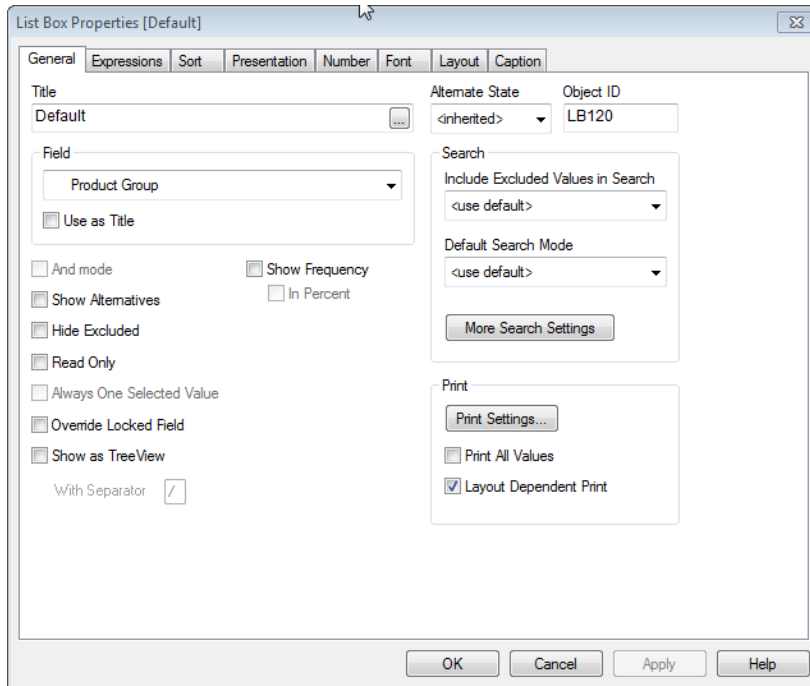 List Box Properties [Default]
General Expressions Sort Presentation Number Font Layout Caption
Title
Default
...
Alternate State
<inherited>
Object ID
LB120
Field
Product Group
Use as Title
And mode
Show Frequency
In Percent
Show Alternatives
Hide Excluded
Read Only
Always One Selected Value
Override Locked Field
Show as TreeView
With Separator /
Search
Include Excluded Values in Search
<use default>
Default Search Mode
<use default>
More Search Settings
Print
Print Settings...
Print All Values
Layout Dependent Print
OK Cancel Apply Help